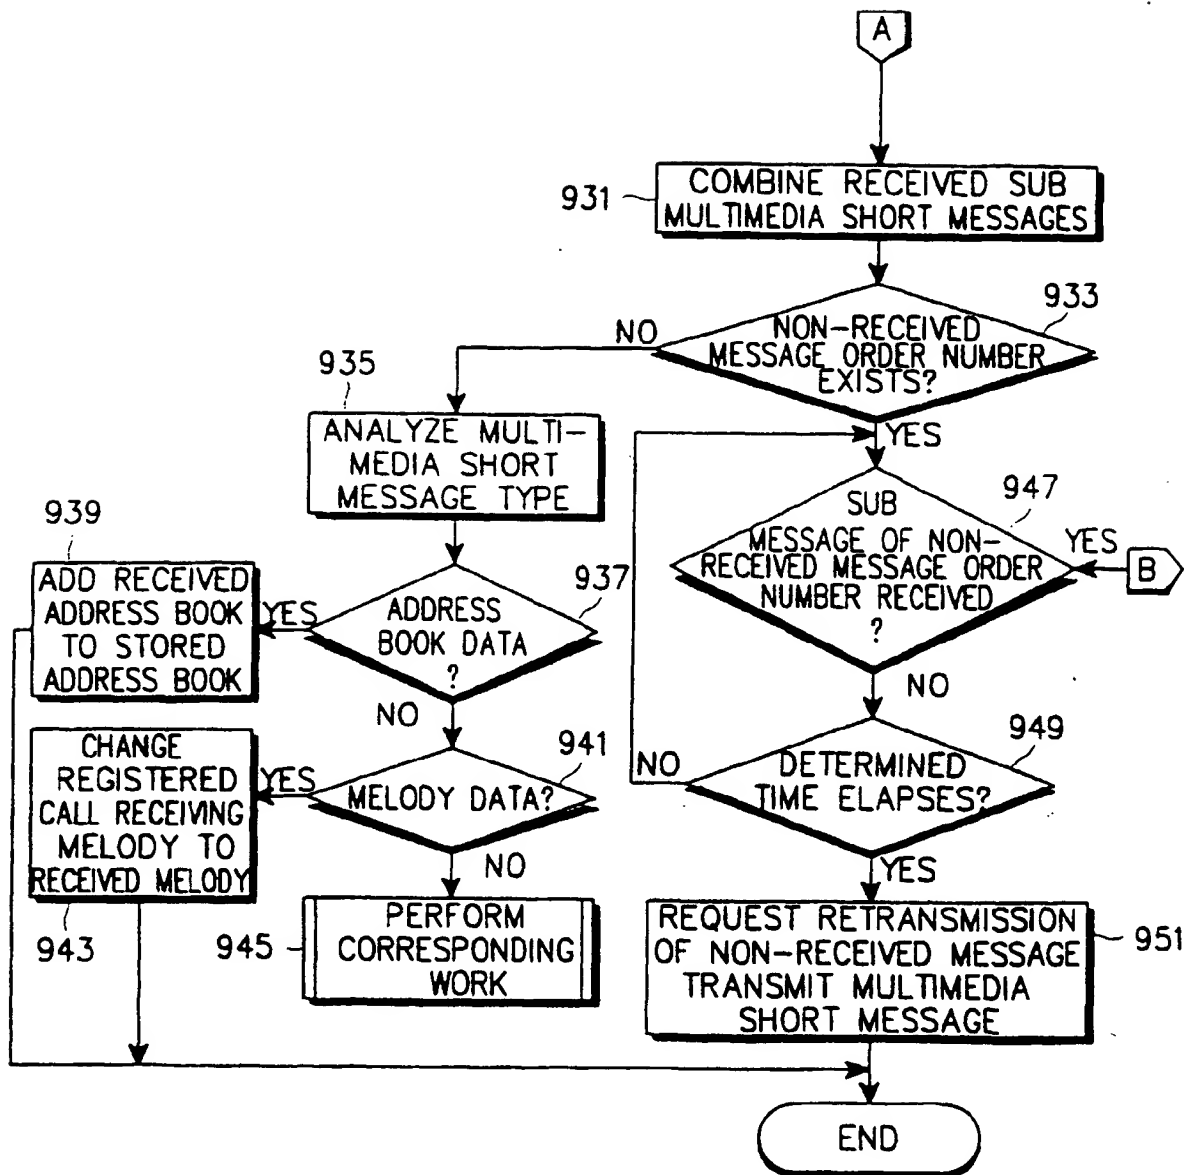 A
931
COMBINE RECEIVED SUB
MULTIMEDIA SHORT MESSAGES
933
NON-RECEIVED
MESSAGE ORDER NUMBER
EXISTS?
NO
YES
935
ANALYZE MULTI-
MEDIA SHORT
MESSAGE TYPE
947
SUB
MESSAGE OF NON-
RECEIVED MESSAGE ORDER
NUMBER RECEIVED
?
YES
B
NO
939
ADD RECEIVED
ADDRESS BOOK
TO STORED
ADDRESS BOOK
YES
937
ADDRESS
BOOK DATA
?
NO
949
DETERMINED
TIME ELAPSES?
NO
YES
CHANGE
REGISTERED
CALL RECEIVING
MELODY TO
RECEIVED MELODY
943
YES
941
MELODY DATA?
NO
945
PERFORM
CORRESPONDING
WORK
REQUEST RETRANSMISSION
OF NON-RECEIVED MESSAGE
TRANSMIT MULTIMEDIA
SHORT MESSAGE
951
END